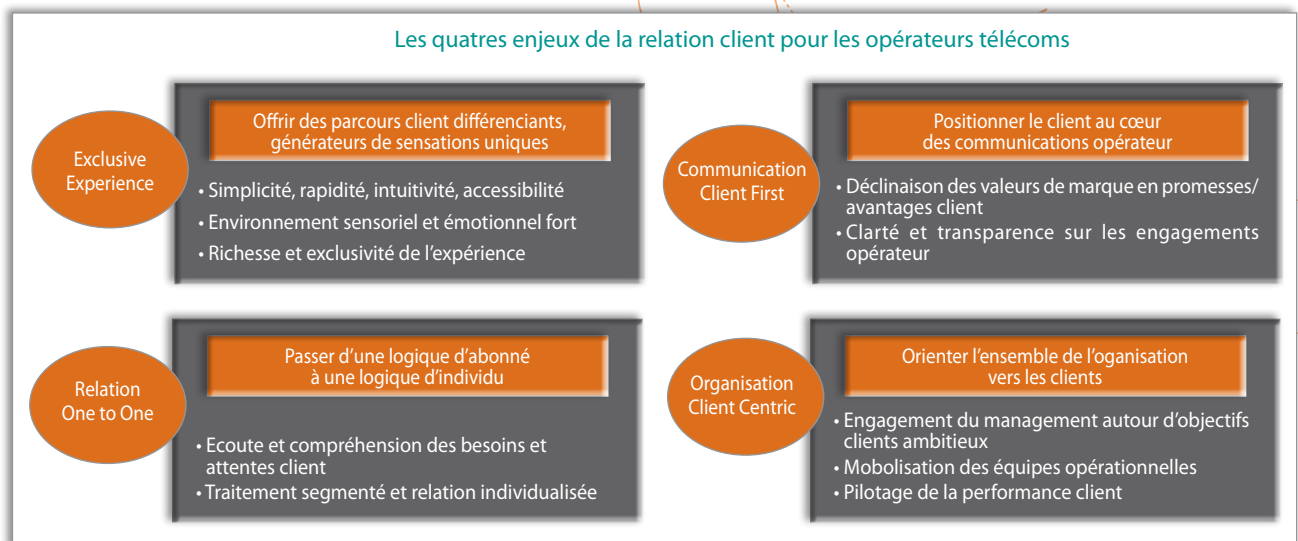 Les quatres enjeux de la relation client pour les opérateurs télécoms
Exclusive
Experience
Offrir des parcours client différenciants,
générateurs de sensations uniques
• Simplicité, rapidité, intuitivité, accessibilité
• Environnement sensoriel et émotionnel fort
• Richesse et exclusivité de l’expérience
Communication
Client First
Positionner le client au cœur
des communications opérateur
• Déclinaison des valeurs de marque en promesses/
avantages client
• Clarté et transparence sur les engagements
opérateur
Relation
One to One
Passer d’une logique d’abonné
à une logique d’individu
• Ecoute et compréhension des besoins et
attentes client
• Traitement segmenté et relation individualisée
Organisation
Client Centric
Orienter l’ensemble de l’oganisation
vers les clients
• Engagement du management autour d’objectifs
clients ambitieux
• Mobolisation des équipes opérationnelles
• Pilotage de la performance client